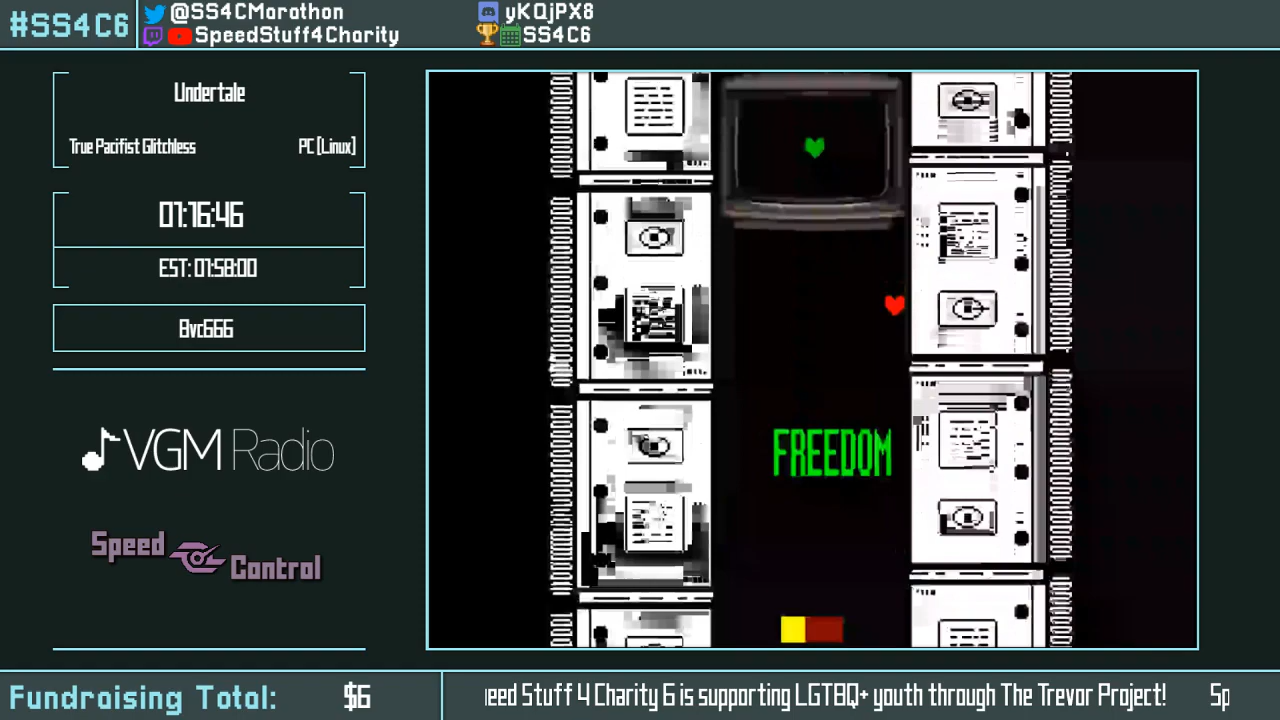 #SS4C6
@SS4CMarathon
SpeedStuff4Charity
yKQjPX8
SS4C6
Undertale
True Pacifist Glitchless
PC [Linux]
01:16:46
EST: 01:58:00
8vc666
VGM Radio
Speed
Control
FREEDOM
Fundraising Total: $6
eed Stuff 4 Charity 6 is supporting LGTBQ+ youth through The Trevor Project! Sp